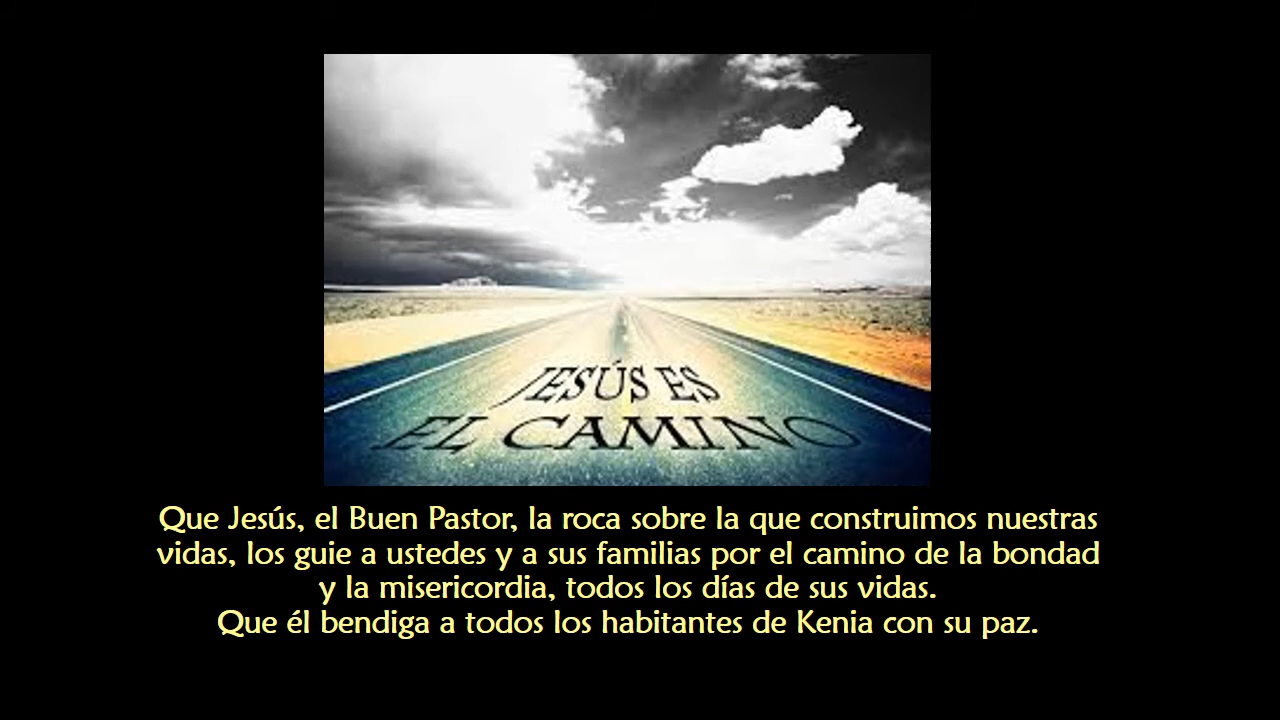 JESÚS ES
EL CAMINO
Que Jesús, el Buen Pastor, la roca sobre la que construimos nuestras
vidas, los guie a ustedes y a sus familias por el camino de la bondad
y la misericordia, todos los días de sus vidas.
Que él bendiga a todos los habitantes de Kenia con su paz.